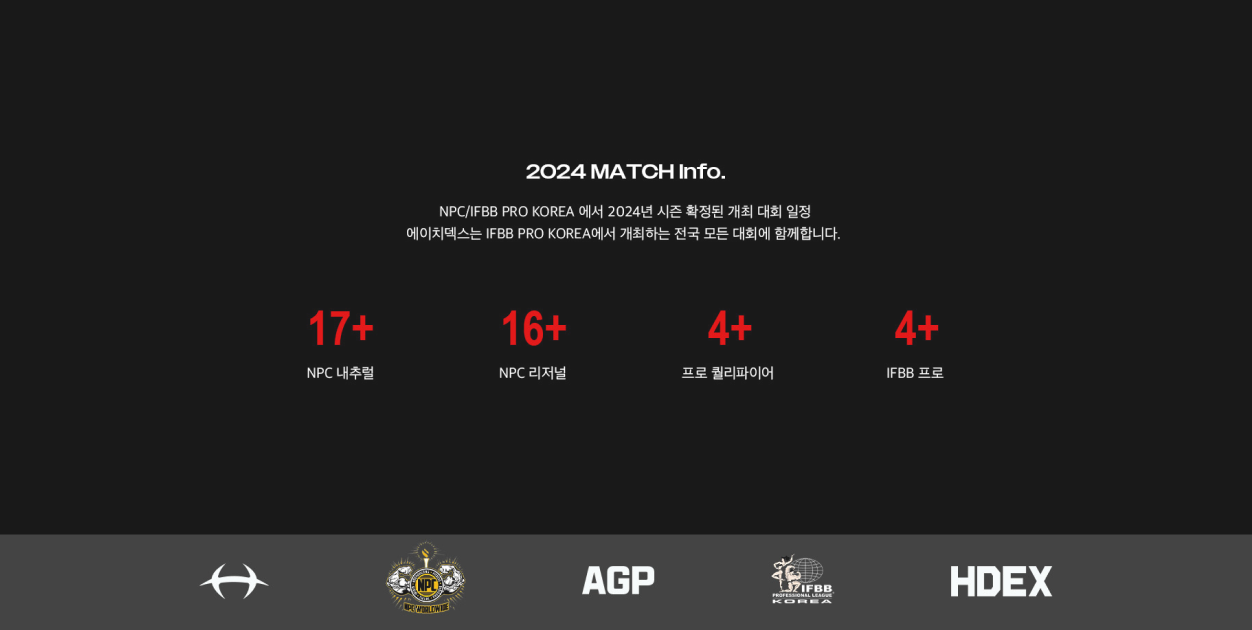 2024 MATCH Info.
NPC/IFBB PRO KOREA 에서 2024년 시즌 확정된 개최 대회 일정
에이치덱스는 IFBB PRO KOREA에서 개최하는 전국 모든 대회에 함께합니다.
17+ 16+ 4+ 4+
NPC 내추럴 NPC 리저널 프로 퀄리파이어 IFBB 프로
NPC
NPC WORLDWIDE
AGP
IFBB
PROFESSIONAL LEAGUE
KOREA
HDEX